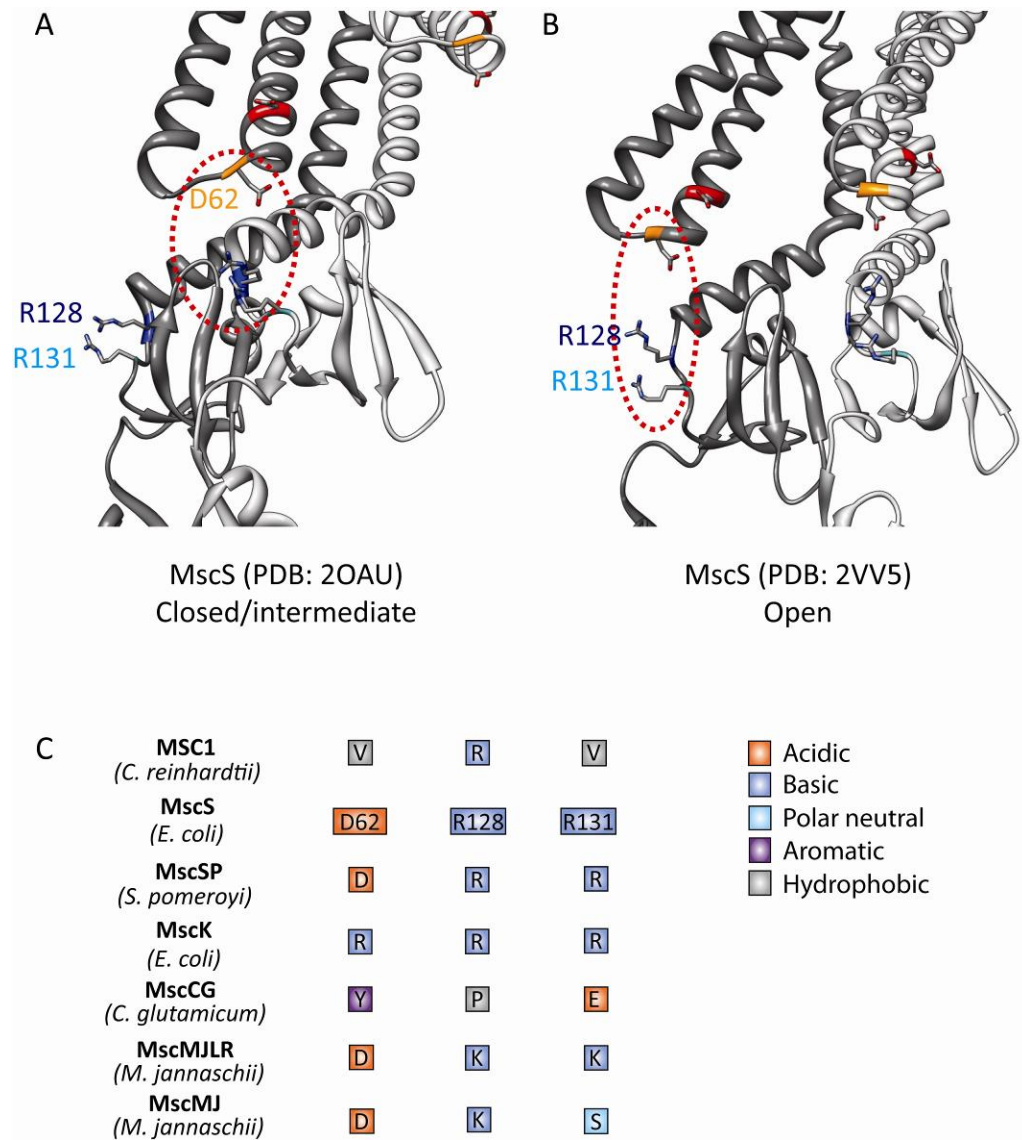 A
B
D62
R128
R131
R128
R131
MscS (PDB: 2OAU)
Closed/intermediate
MscS (PDB: 2VV5)
Open
C
MSC1
(C. reinhardtii)
V R V
MscS
(E. coli)
D62 R128 R131
MscSP
(S. pomeroyi)
D R R
MscK
(E. coli)
R R R
MscCG
(C. glutamicum)
Y P E
MscMJLR
(M. jannaschii)
D K K
MscMJ
(M. jannaschii)
D K S
Acidic
Basic
Polar neutral
Aromatic
Hydrophobic